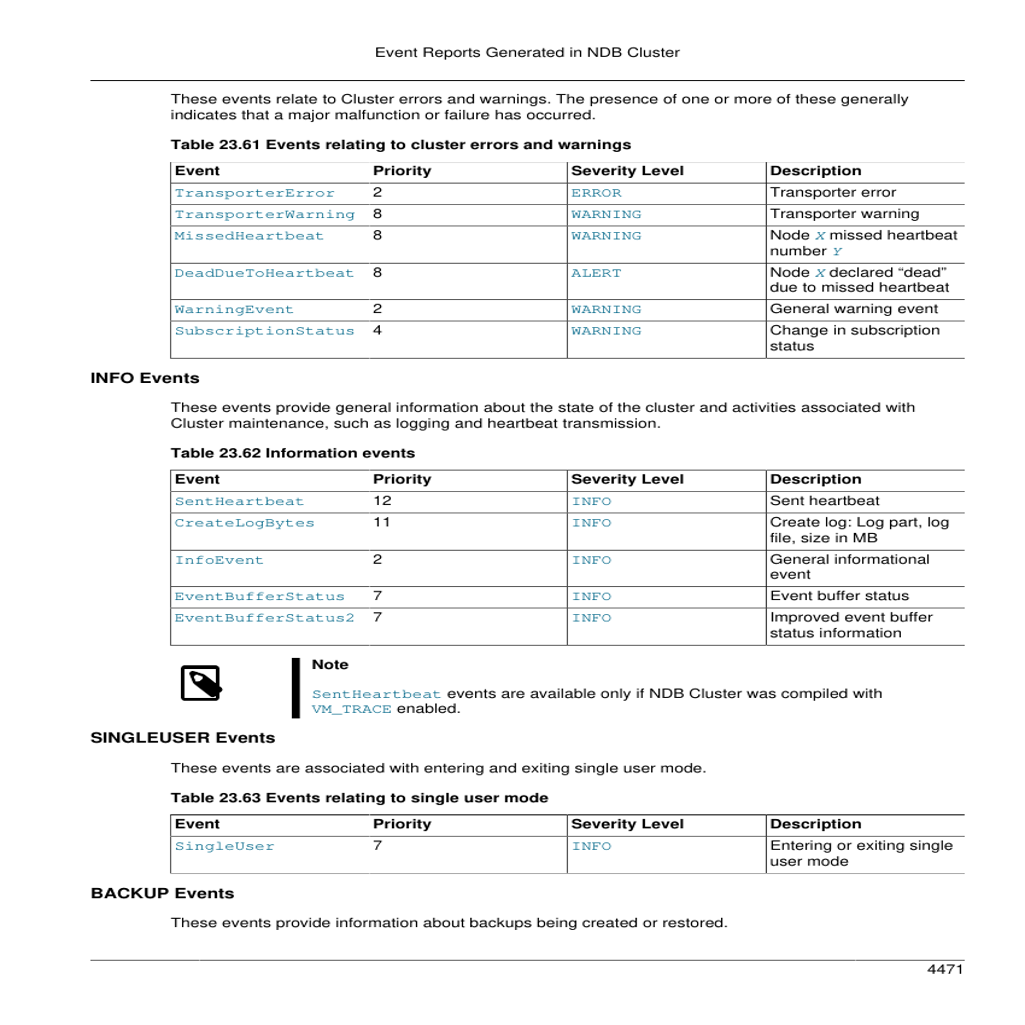 Event Reports Generated in NDB Cluster
These events relate to Cluster errors and warnings. The presence of one or more of these generally
indicates that a major malfunction or failure has occurred.
Table 23.61 Events relating to cluster errors and warnings
Event Priority Severity Level Description
TransporterError 2 ERROR Transporter error
TransporterWarning 8 WARNING Transporter warning
MissedHeartbeat 8 WARNING Node X missed heartbeat
number Y
DeadDueToHeartbeat 8 ALERT Node X declared “dead”
due to missed heartbeat
WarningEvent 2 WARNING General warning event
SubscriptionStatus 4 WARNING Change in subscription
status
INFO Events
These events provide general information about the state of the cluster and activities associated with
Cluster maintenance, such as logging and heartbeat transmission.
Table 23.62 Information events
Event Priority Severity Level Description
SentHeartbeat 12 INFO Sent heartbeat
CreateLogBytes 11 INFO Create log: Log part, log
file, size in MB
InfoEvent 2 INFO General informational
event
EventBufferStatus 7 INFO Event buffer status
EventBufferStatus2 7 INFO Improved event buffer
status information
Note
SentHeartbeat events are available only if NDB Cluster was compiled with
VM_TRACE enabled.
SINGLEUSER Events
These events are associated with entering and exiting single user mode.
Table 23.63 Events relating to single user mode
Event Priority Severity Level Description
SingleUser 7 INFO Entering or exiting single
user mode
BACKUP Events
These events provide information about backups being created or restored.
4471